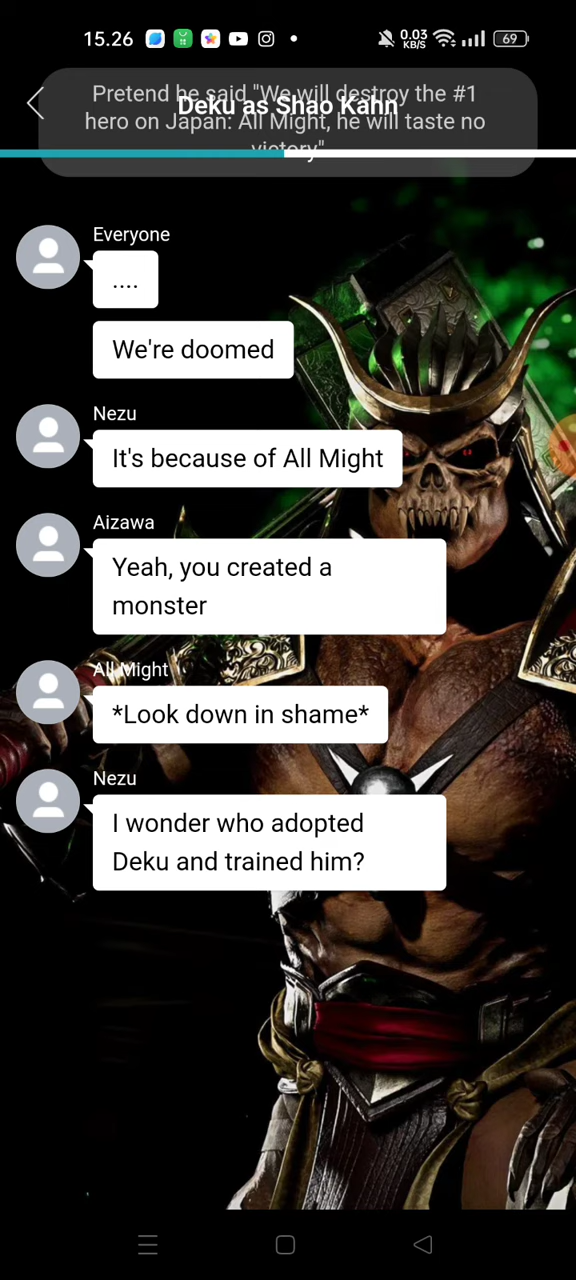 15.26
0.03
KB/S
69
Pretend he said "We will destroy the #1
Deku as Shao Kahn
hero on Japan: All Might, he will taste no
victory"
Everyone
....
We're doomed
Nezu
It's because of All Might
Aizawa
Yeah, you created a
monster
All Might
*Look down in shame*
Nezu
I wonder who adopted
Deku and trained him?